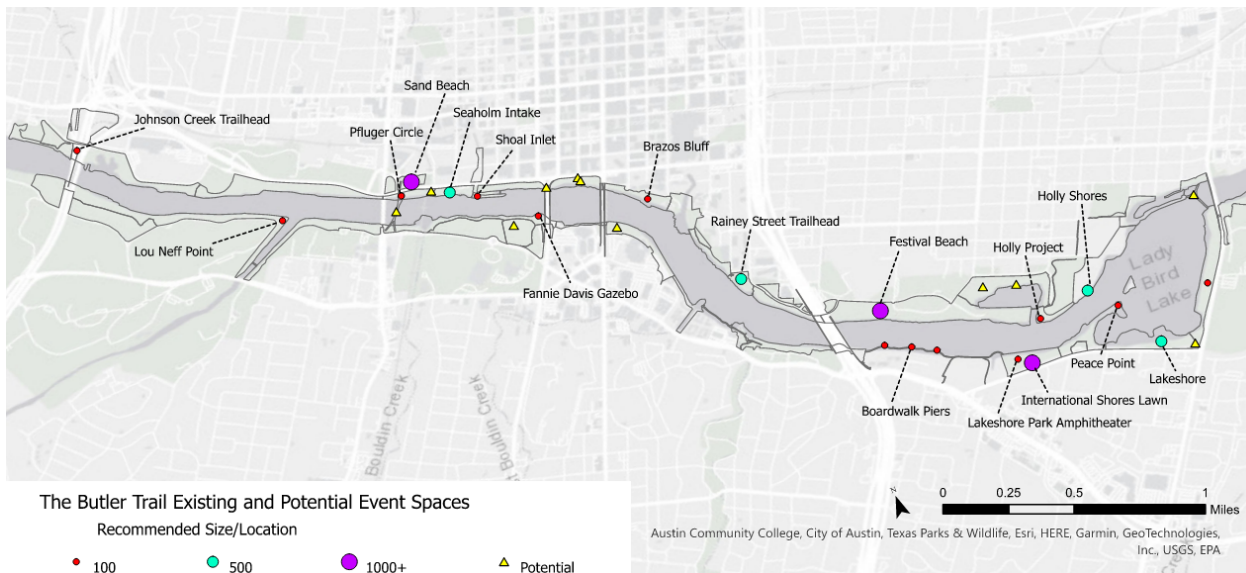 Sand Beach
Johnson Creek Trailhead
Seaholm Intake
Pfluger Circle
Shoal Inlet
Brazos Bluff
Holly Shores
Rainey Street Trailhead
Festival Beach
Holly Project
Lou Neff Point
Lady
Bird
Lake
Fannie Davis Gazebo
Peace Point
Lakeshore
International Shores Lawn
Boardwalk Piers
Lakeshore Park Amphitheater
Bouldin Creek
Bouldin Creek
The Butler Trail Existing and Potential Event Spaces
Recommended Size/Location
100
500
1000+
Potential
N
0
0.25
0.5
1
Miles
Austin Community College, City of Austin, Texas Parks & Wildlife, Esri, HERE, Garmin, GeoTechnologies,
Inc., USGS, EPA